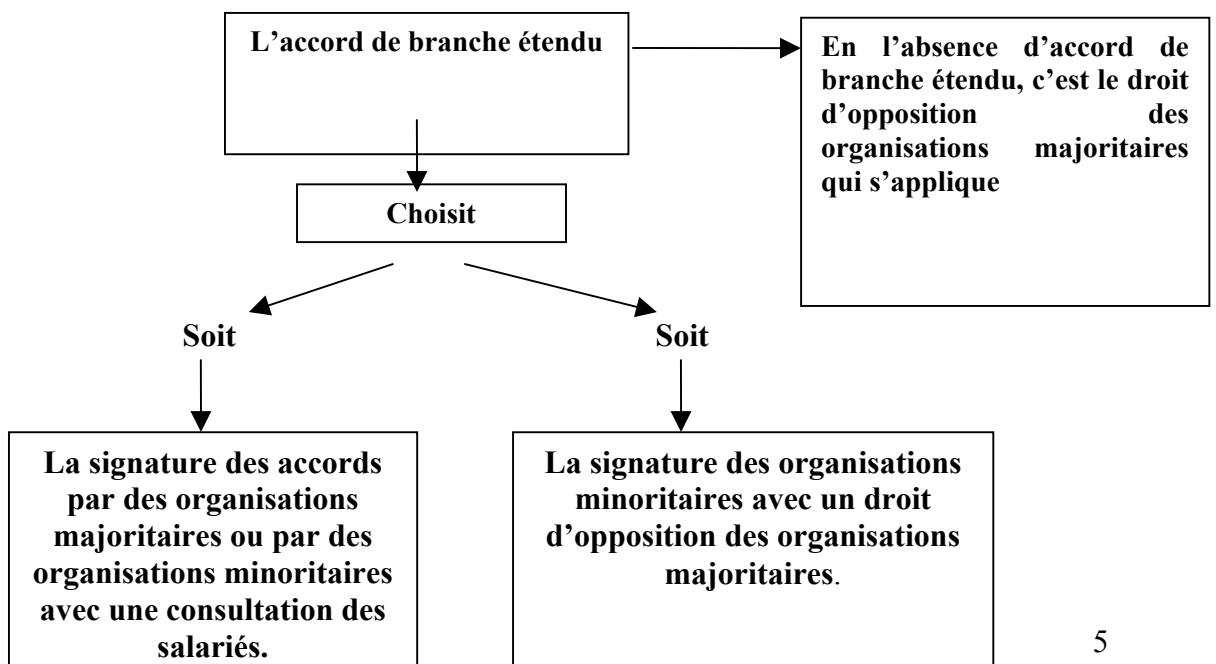 L’accord de branche étendu
En l’absence d’accord de
branche étendu, c’est le droit
d’opposition des
organisations majoritaires
qui s’applique
Choisit
Soit
Soit
La signature des accords
par des organisations
majoritaires ou par des
organisations minoritaires
avec une consultation des
salariés.
La signature des organisations
minoritaires avec un droit
d’opposition des organisations
majoritaires.
5